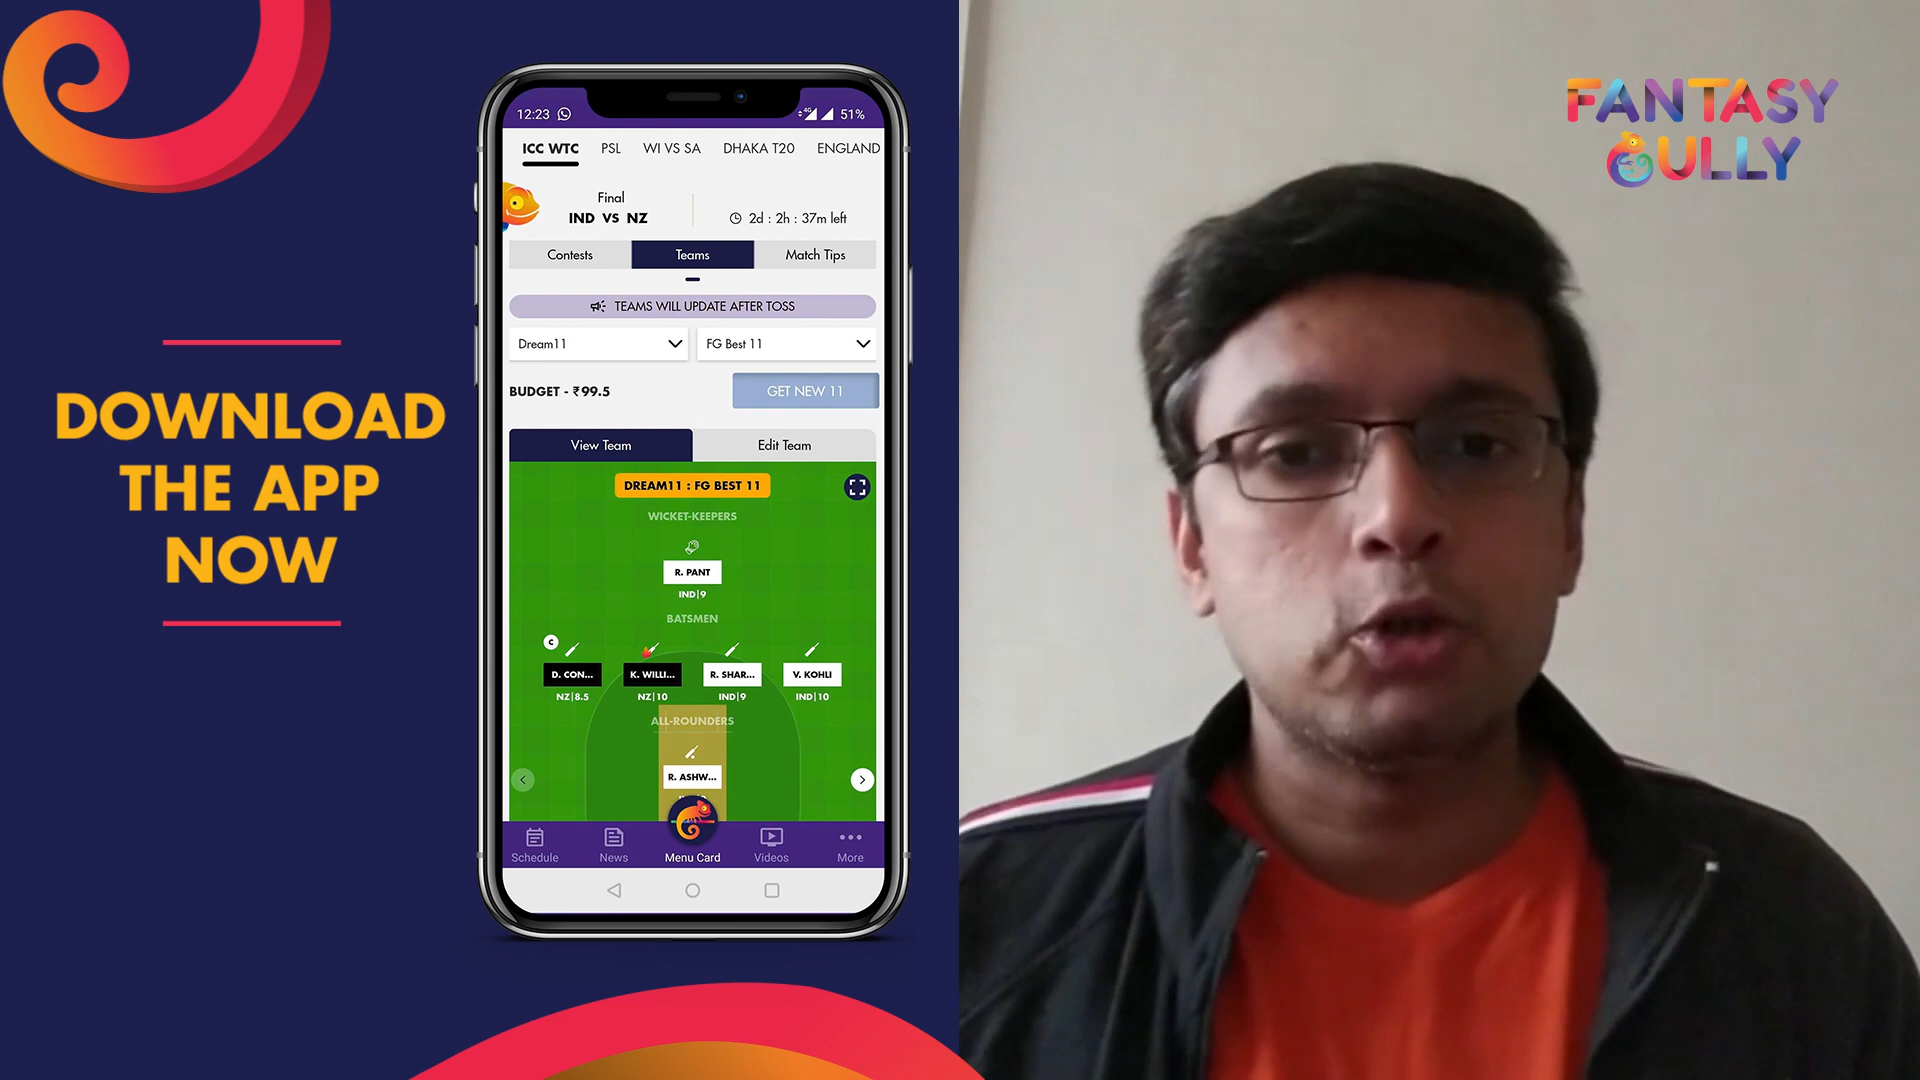 DOWNLOAD
THE APP
NOW
12:23
4G
51%
ICC WTC PSL WI VS SA DHAKA T20 ENGLAND
Final
IND VS NZ
2d : 2h : 37m left
Contests Teams Match Tips
TEAMS WILL UPDATE AFTER TOSS
Dream11 FG Best 11
BUDGET - ₹99.5 GET NEW 11
View Team Edit Team
DREAM11 : FG BEST 11
WICKET-KEEPERS
R. PANT
IND|9
BATSMEN
C
D. CON... K. WILLI... R. SHAR... V. KOHLI
NZ|8.5 NZ|10 IND|9 IND|10
ALL-ROUNDERS
R. ASHW...
Schedule News Menu Card Videos More
FANTASY
GULLY